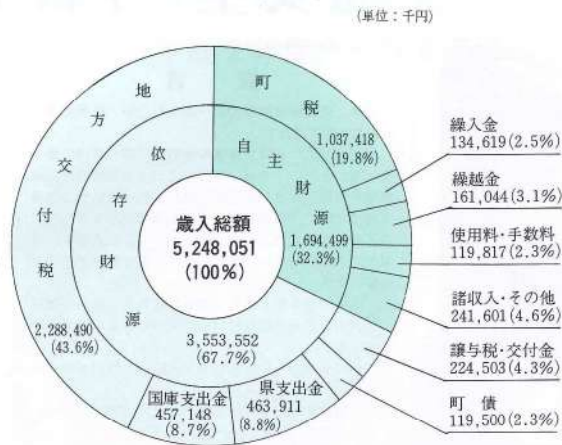 (単位:千円)
町税
1,037,418
(19.8%)
繰入金
134,619(2.5%)
繰越金
161,044(3.1%)
使用料・手数料
119,817(2.3%)
諸収入・その他
241,601(4.6%)
譲与税・交付金
224,503(4.3%)
町債
119,500(2.3%)
県支出金
463,911
(8.8%)
国庫支出金
457,148
(8.7%)
地方交付税
2,288,490
(43.6%)
自主財源
1,694,499
(32.3%)
依存財源
3,553,552
(67.7%)
歳入総額
5,248,051
(100%)